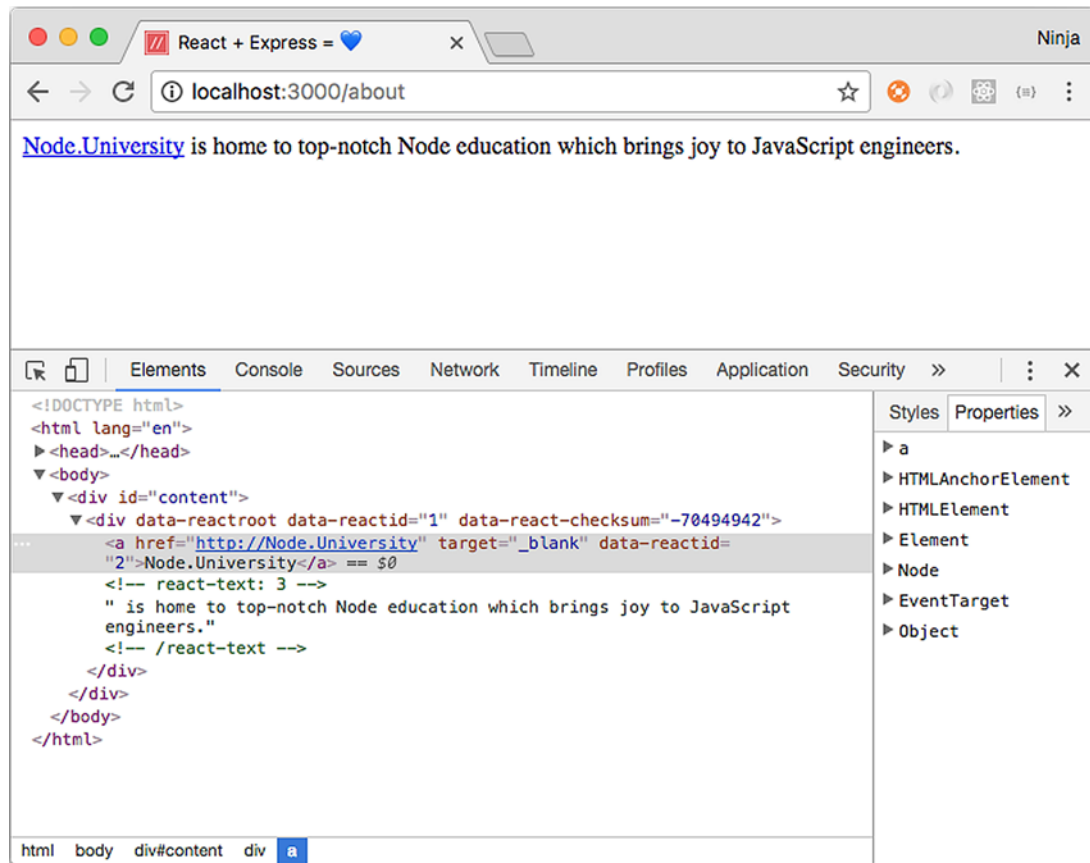 React + Express = 💙
Ninja
localhost:3000/about
Node.University is home to top-notch Node education which brings joy to JavaScript engineers.
Elements Console Sources Network Timeline Profiles Application Security »
<!DOCTYPE html>
<html lang="en">
▶<head>…</head>
▼<body>
▼<div id="content">
▼<div data-reactroot data-reactid="1" data-react-checksum="-70494942">
<a href="http://Node.University" target="_blank" data-reactid=
"2">Node.University</a> == $0
<!-- react-text: 3 -->
" is home to top-notch Node education which brings joy to JavaScript
engineers."
<!-- /react-text -->
</div>
</div>
</body>
</html>
html body div#content div a
Styles Properties »
▶ a
▶ HTMLAnchorElement
▶ HTMLElement
▶ Element
▶ Node
▶ EventTarget
▶ Object